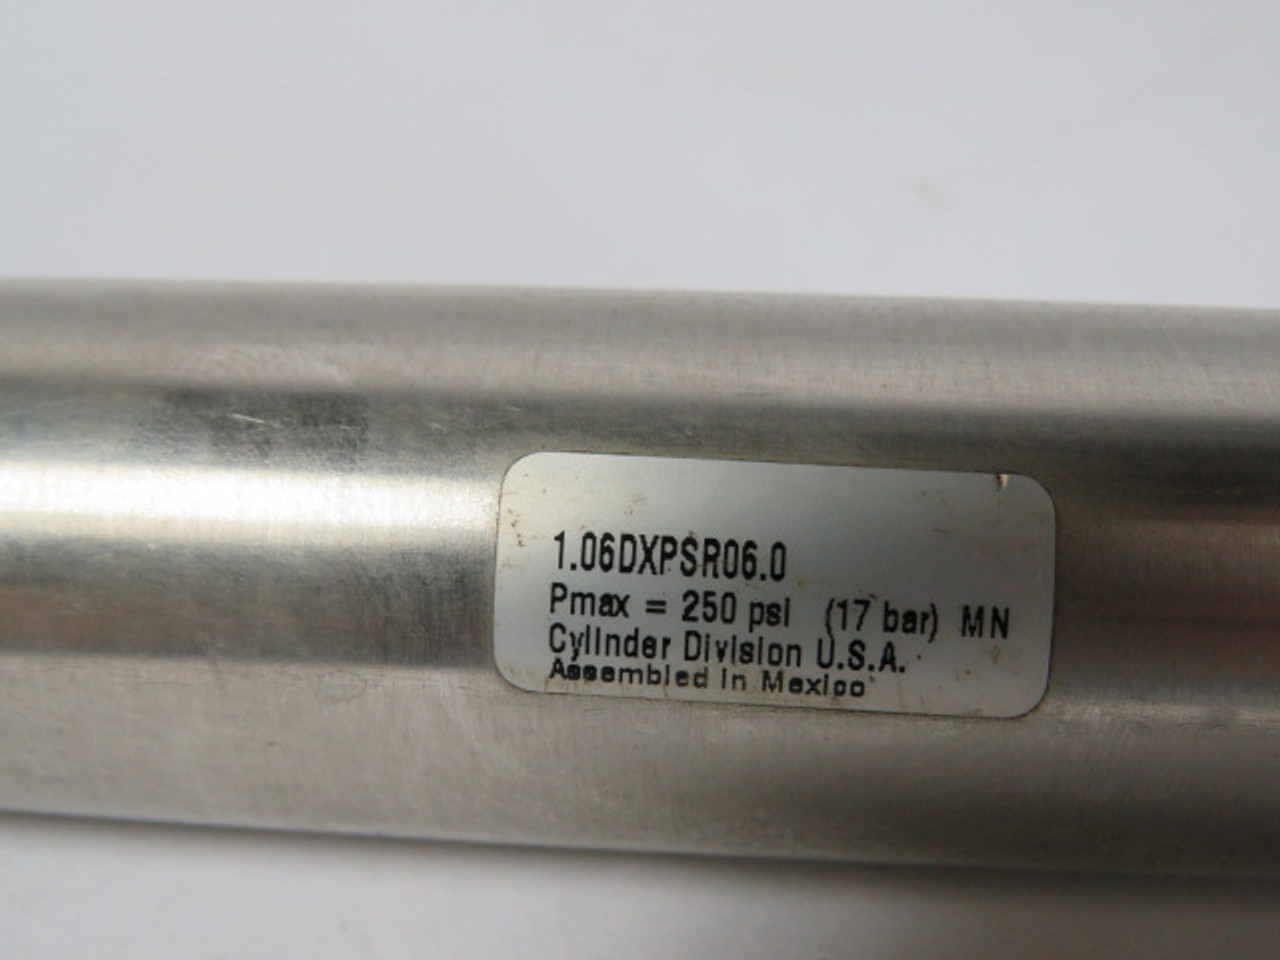 1.06DXPSR06.0
Pmax = 250 psi (17 bar) MN
Cylinder Division U.S.A.
Assembled in Mexico